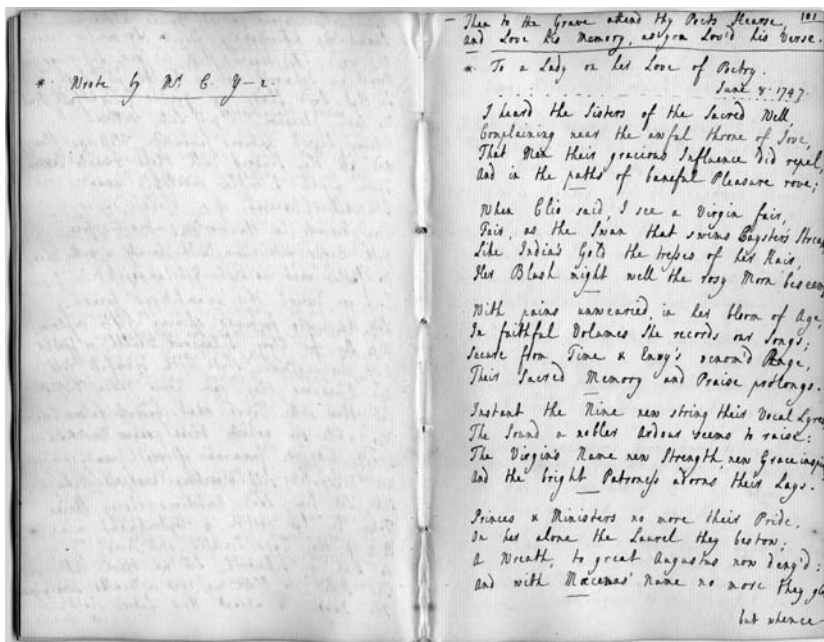 * Wrote by Mr C. Y-e.
101
– Then to the Grave attend thy Poets Hearse,
and Love his Memory, as you Lov'd his Verse.
* To a Lady on her Love of Poetry.
June 8. 1747.
I heard the Sisters of the Sacred Well,
Complaining near the awful throne of Jove,
That Men their gracious Influence did repel,
And in the paths of baneful Pleasure rove;
When Clio said, I see a Virgin fair,
Fair, as the Swan that swims Cayster's
Like India's Gold the tresses of her Hair,
Her Blush might well the rosy Morn
With pains unwearied, in her bloom of Age,
In faithful Volumes She records our Songs;
Secure from Time & Envy's venom'd Rage,
Their Sacred Memory and Praise prolongs.
Instant the Nine new string their Vocal
The Sound a nobler Ardour seems to raise:
The Virgin's Name new Strength, new Grace
And the bright Patroness adorns their Lays.
Princes & Ministers no more their Pride,
On her alone the Laurel they bestow;
A Wreath, to great Augustus now deny'd;
And with Mæcenas' Name no more they
but whence